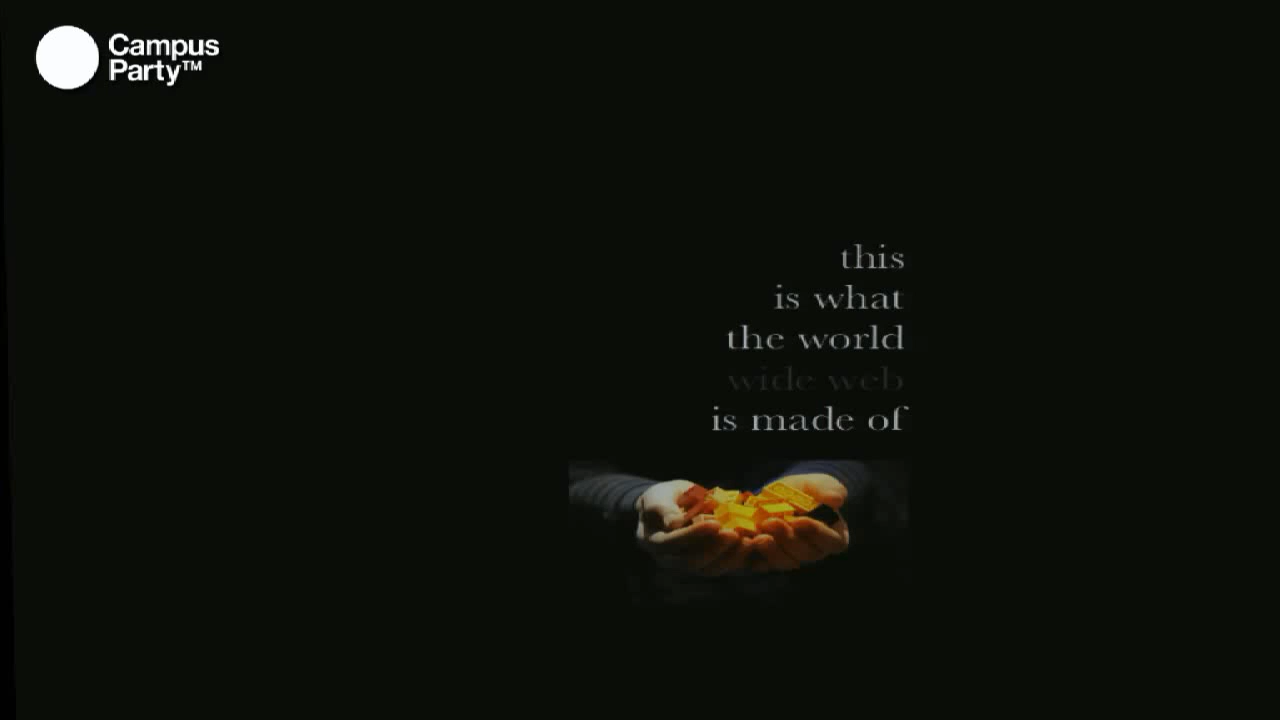 Campus
Party™
this
is what
the world
wide web
is made of